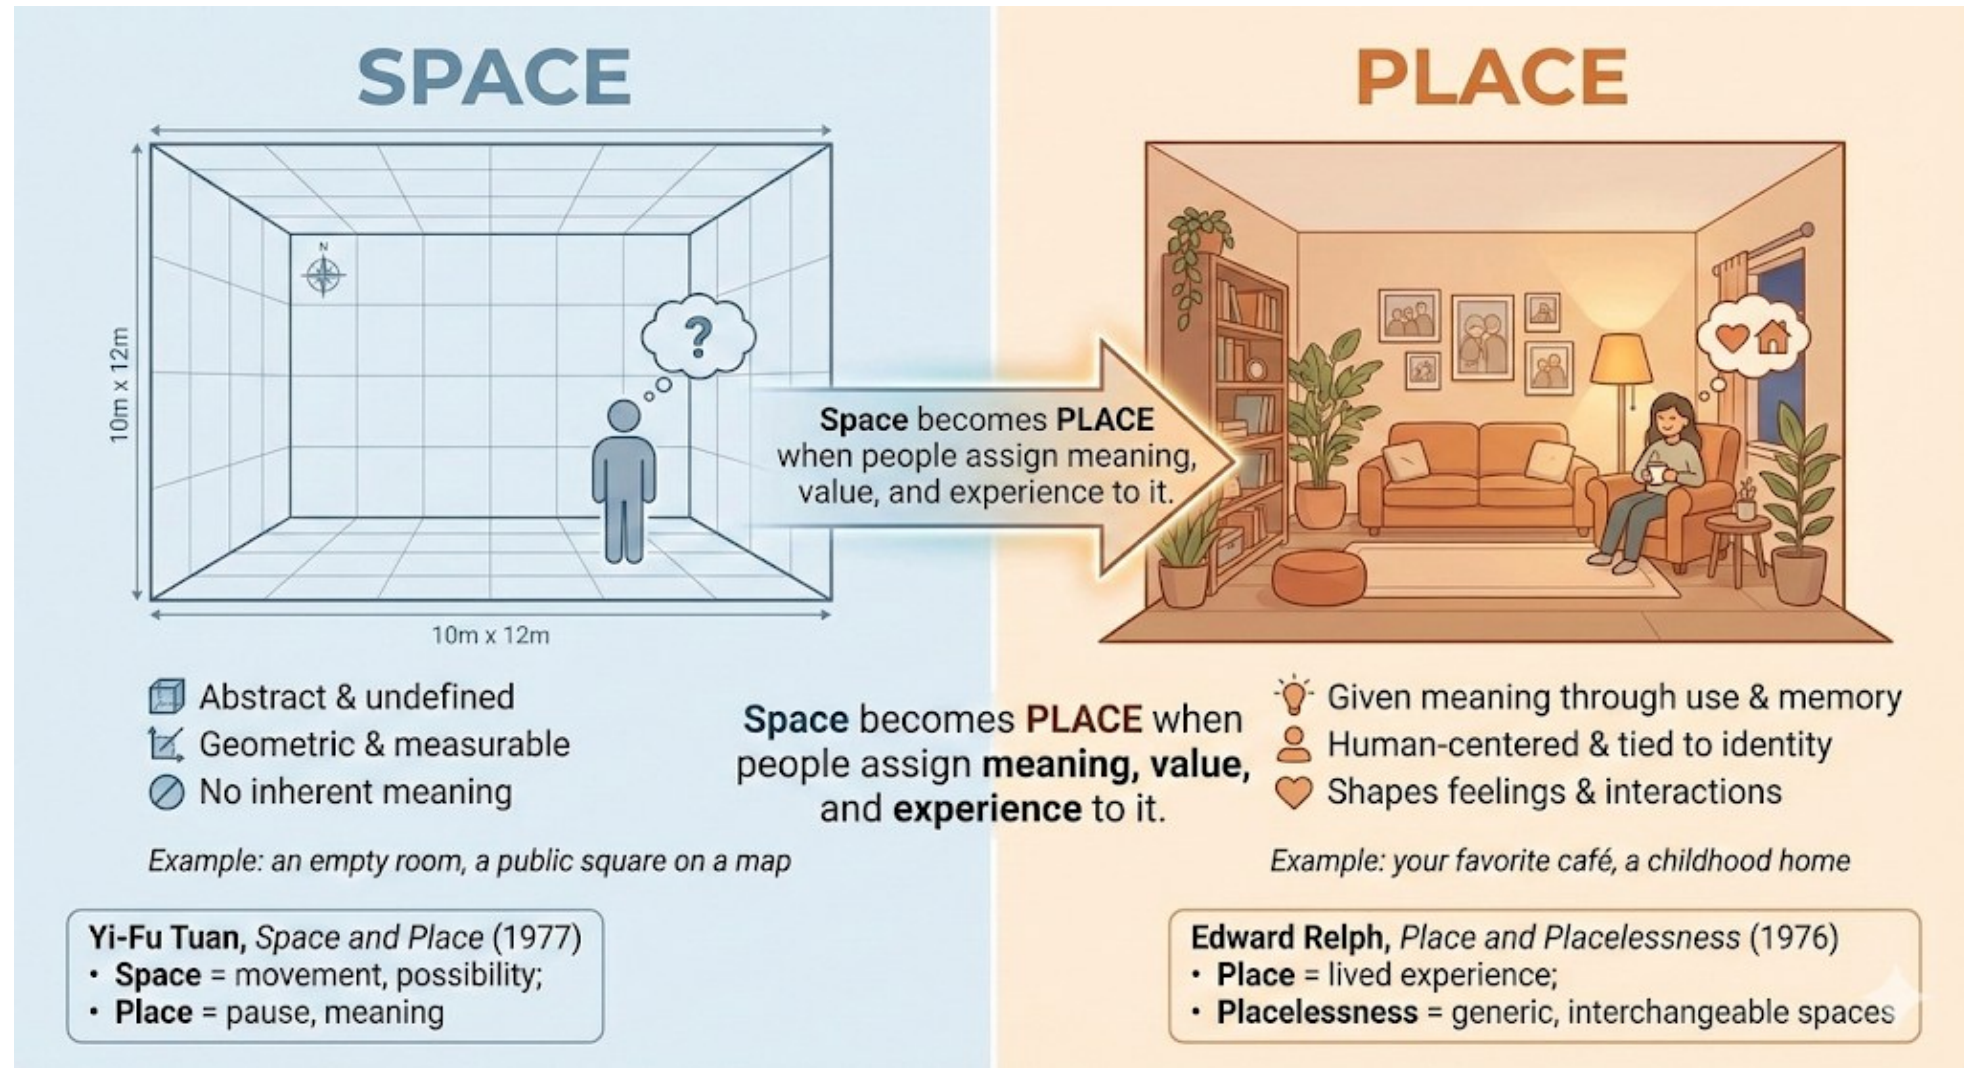 SPACE
N
?
10m x 12m
10m x 12m
Abstract & undefined
Geometric & measurable
No inherent meaning
Example: an empty room, a public square on a map
Yi-Fu Tuan, Space and Place (1977)
• Space = movement, possibility;
• Place = pause, meaning
Space becomes PLACE
when people assign meaning,
value, and experience to it.
Space becomes PLACE when
people assign meaning, value,
and experience to it.
PLACE
Given meaning through use & memory
Human-centered & tied to identity
Shapes feelings & interactions
Example: your favorite café, a childhood home
Edward Relph, Place and Placelessness (1976)
• Place = lived experience;
• Placelessness = generic, interchangeable spaces